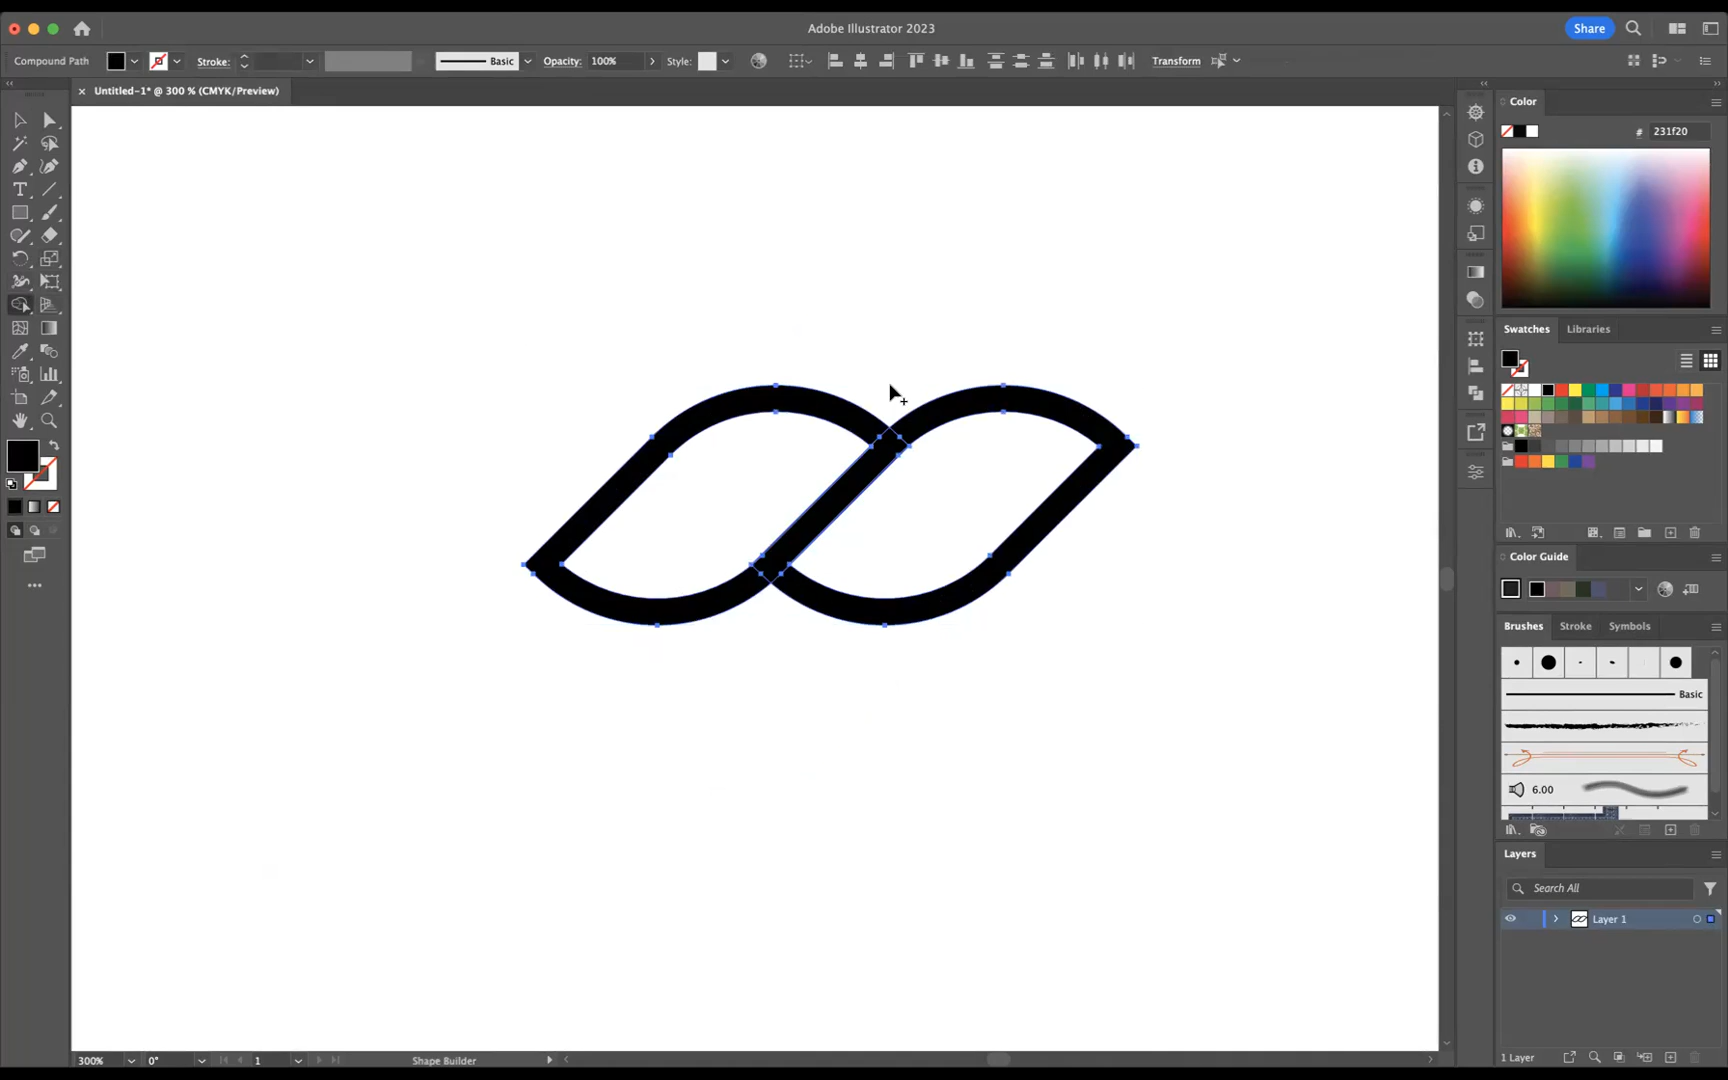 Adobe Illustrator 2023
Share
Compound Path
Stroke:
Basic
Opacity:
100%
Style:
Transform
Untitled-1* @ 300 % (CMYK/Preview)
Color
# 231f20
Swatches
Libraries
Color Guide
Brushes
Stroke
Symbols
Basic
6.00
Layers
Search All
Layer 1
300%
0°
1
Shape Builder
1 Layer